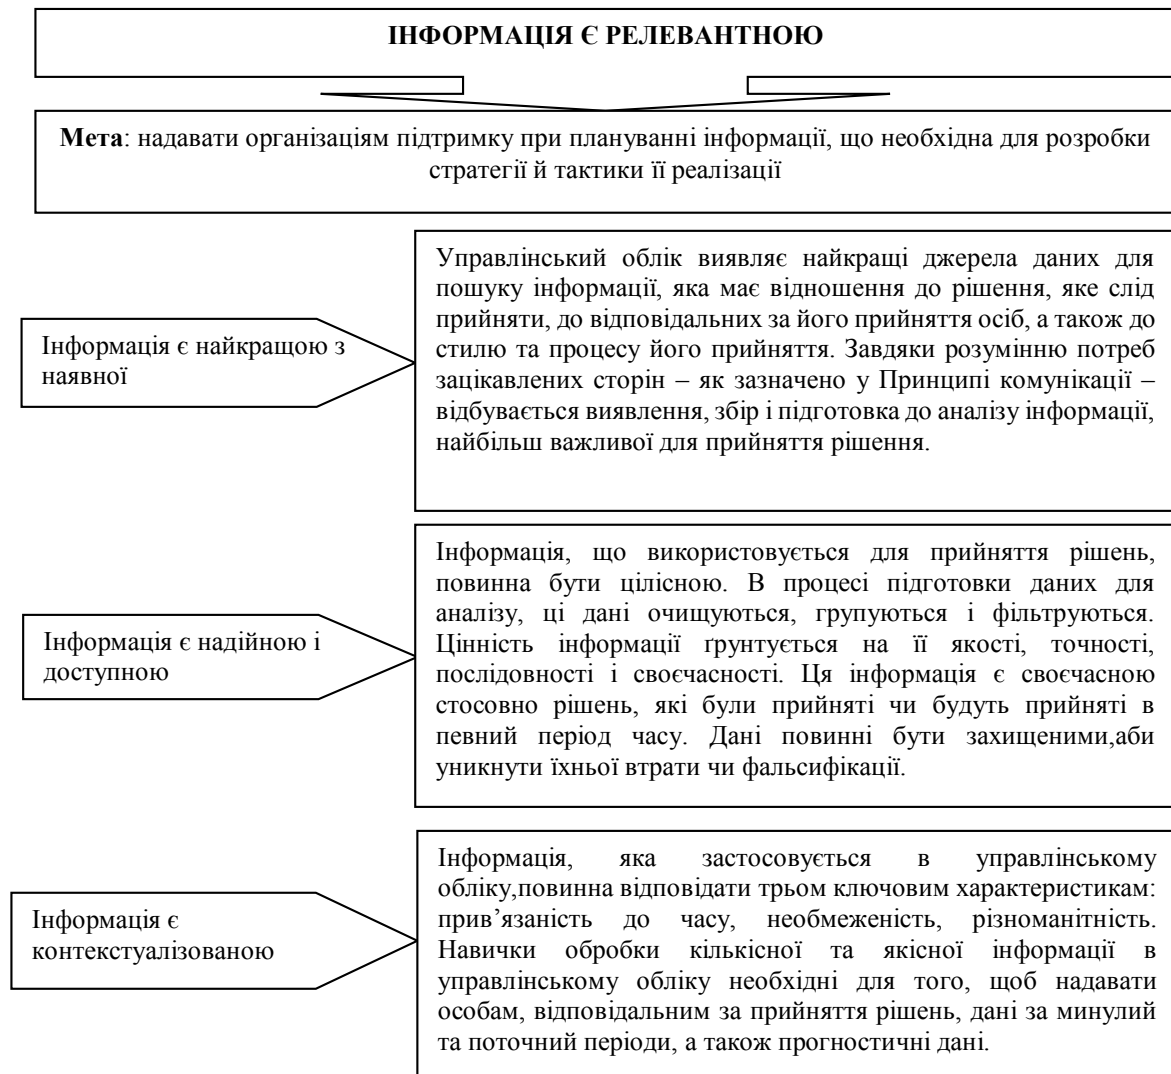 ІНФОРМАЦІЯ Є РЕЛЕВАНТНОЮ
Мета: надавати організаціям підтримку при плануванні інформації, що необхідна для розробки
стратегії й тактики її реалізації
Інформація є найкращою з
наявної
Управлінський облік виявляє найкращі джерела даних для
пошуку інформації, яка має відношення до рішення, яке слід
прийняти, до відповідальних за його прийняття осіб, а також до
стилю та процесу його прийняття. Завдяки розумінню потреб
зацікавлених сторін – як зазначено у Принципі комунікації –
відбувається виявлення, збір і підготовка до аналізу інформації,
найбільш важливої для прийняття рішення.
Інформація є надійною і
доступною
Інформація, що використовується для прийняття рішень,
повинна бути цілісною. В процесі підготовки даних для
аналізу, ці дані очищуються, групуються і фільтруються.
Цінність інформації ґрунтується на її якості, точності,
послідовності і своєчасності. Ця інформація є своєчасною
стосовно рішень, які були прийняті чи будуть прийняті в
певний період часу. Дані повинні бути захищеними,аби
уникнути їхньої втрати чи фальсифікації.
Інформація є
контекстуалізованою
Інформація, яка застосовується в управлінському
обліку,повинна відповідати трьом ключовим характеристикам:
прив’язаність до часу, необмеженість, різноманітність.
Навички обробки кількісної та якісної інформації в
управлінському обліку необхідні для того, щоб надавати
особам, відповідальним за прийняття рішень, дані за минулий
та поточний періоди, а також прогностичні дані.